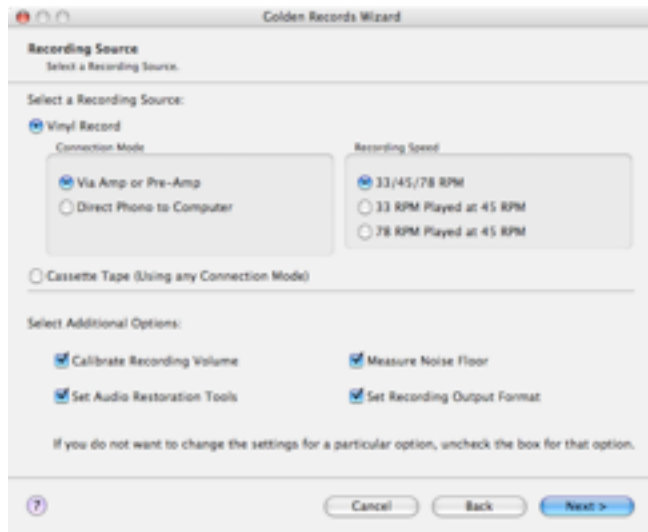 Golden Records Wizard
Recording Source
Select a Recording Source.
Select a Recording Source:
Vinyl Record
Connection Mode
Recording Speed
Via Amp or Pre-Amp
33/45/78 RPM
Direct Phono to Computer
33 RPM Played at 45 RPM
78 RPM Played at 45 RPM
Cassette Tape (Using any Connection Mode)
Select Additional Options:
Calibrate Recording Volume
Measure Noise Floor
Set Audio Restoration Tools
Set Recording Output Format
If you do not want to change the settings for a particular option, uncheck the box for that option.
?
Cancel
Back
Next >